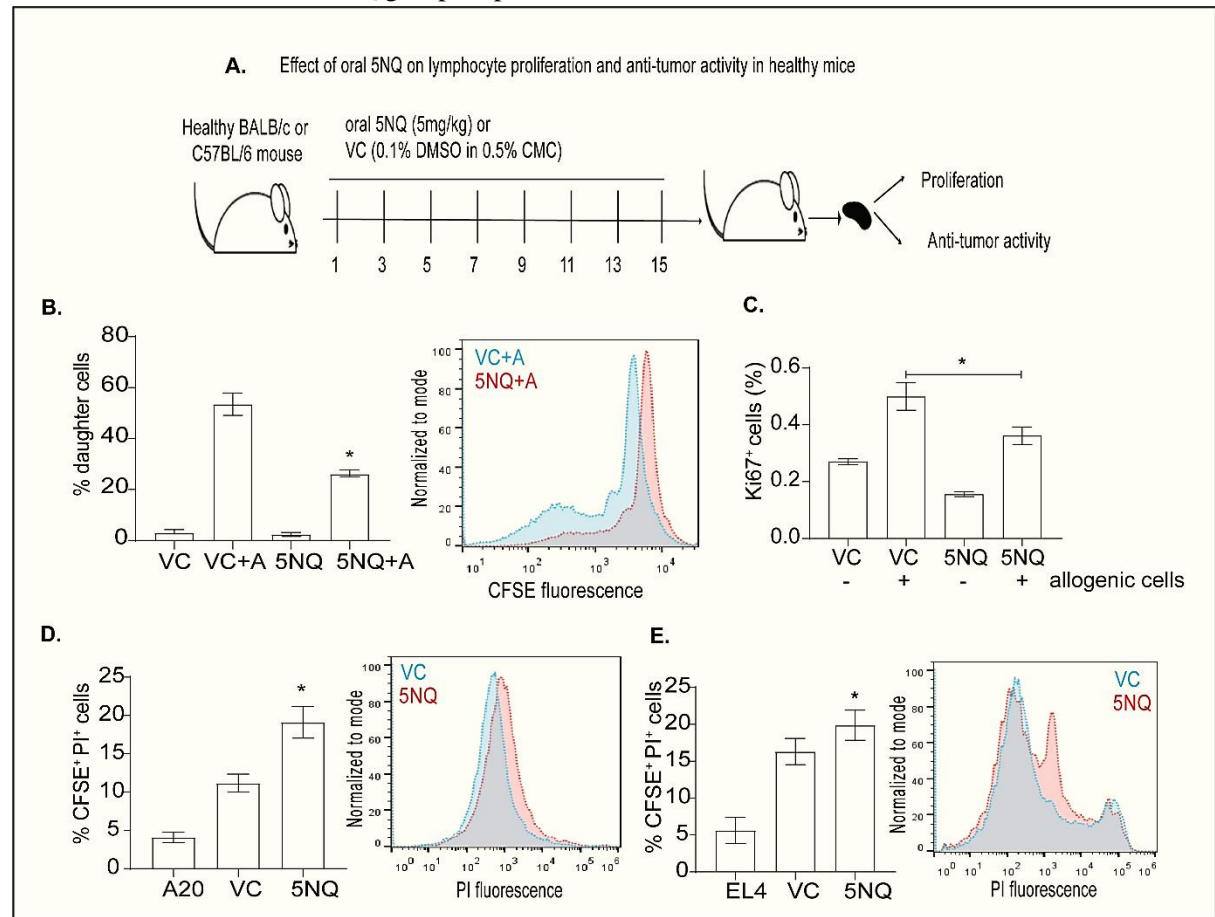 A. Effect of oral 5NQ on lymphocyte proliferation and anti-tumor activity in healthy mice
Healthy BALB/c or
C57BL/6 mouse
oral 5NQ (5mg/kg) or
VC (0.1% DMSO in 0.5% CMC)
1 3 5 7 9 11 13 15
Proliferation
Anti-tumor activity
B.
% daughter cells
80
60
40
20
0
VC VC+A 5NQ 5NQ+A
*
VC+A
5NQ+A
Normalized to mode
100
80
60
40
20
0
10¹ 10² 10³ 10⁴
CFSE fluorescence
C.
Ki67⁺ cells (%)
0.6
0.4
0.2
0.0
*
VC VC 5NQ 5NQ
- + - + allogenic cells
D.
% CFSE⁺ PI⁺ cells
25
20
15
10
5
0
*
A20 VC 5NQ
VC
5NQ
Normalized to mode
100
80
60
40
20
0
10⁰ 10¹ 10² 10³ 10⁴ 10⁵ 10⁶
PI fluorescence
E.
% CFSE⁺ PI⁺ cells
25
20
15
10
5
0
*
EL4 VC 5NQ
VC
5NQ
Normalized to mode
100
80
60
40
20
0
10⁰ 10¹ 10² 10³ 10⁴ 10⁵ 10⁶
PI fluorescence